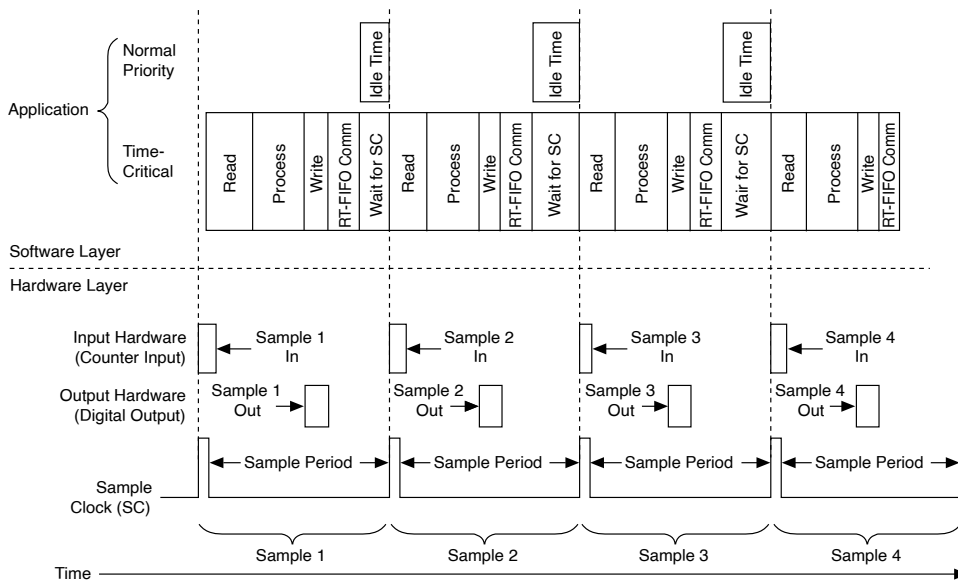 Normal
Priority
Application
Time-
Critical
Idle Time
Idle Time
Idle Time
Read
Process
Write
RT-FIFO Comm
Wait for SC
Read
Process
Write
RT-FIFO Comm
Wait for SC
Read
Process
Write
RT-FIFO Comm
Wair for SC
Read
Process
Write
RT-FIFO Comm
Software Layer
Hardware Layer
Input Hardware
(Counter Input)
Sample 1
In
Sample 2
In
Sample 3
In
Sample 4
In
Output Hardware
(Digital Output)
Sample 1
Out
Sample 2
Out
Sample 3
Out
Sample 4
Out
Sample Period
Sample Period
Sample Period
Sample Period
Sample
Clock (SC)
Sample 1
Sample 2
Sample 3
Sample 4
Time